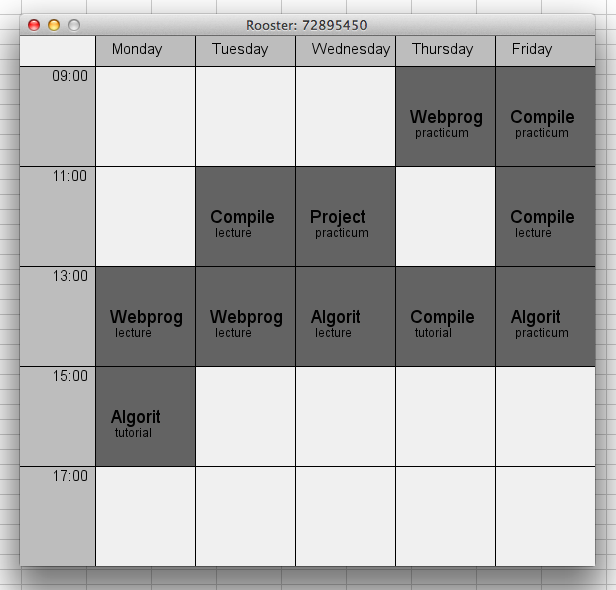 Rooster: 72895450
Monday Tuesday Wednesday Thursday Friday
09:00
Webprog Compile
practicum practicum
11:00
Compile Project Compile
lecture practicum lecture
13:00
Webprog Webprog Algorit Compile Algorit
lecture lecture lecture tutorial practicum
15:00
Algorit
tutorial
17:00